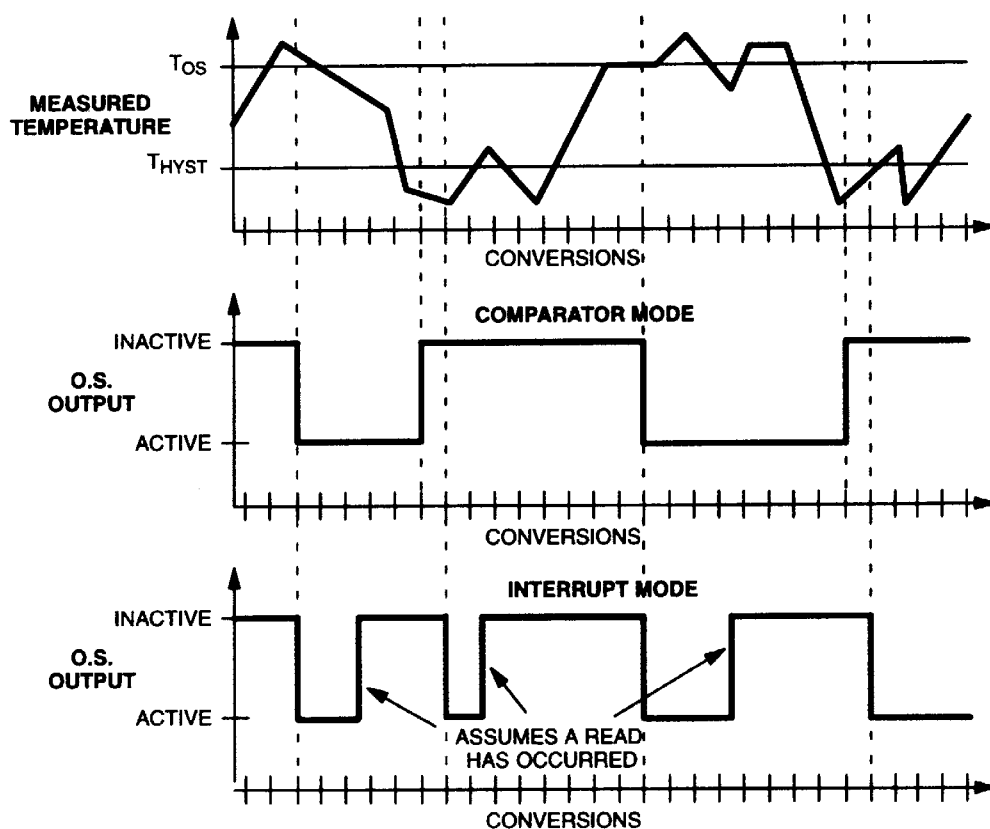 TOS
MEASURED
TEMPERATURE
THYST
CONVERSIONS
COMPARATOR MODE
INACTIVE
O.S.
OUTPUT
ACTIVE
CONVERSIONS
INTERRUPT MODE
INACTIVE
O.S.
OUTPUT
ACTIVE
ASSUMES A READ
HAS OCCURRED
CONVERSIONS